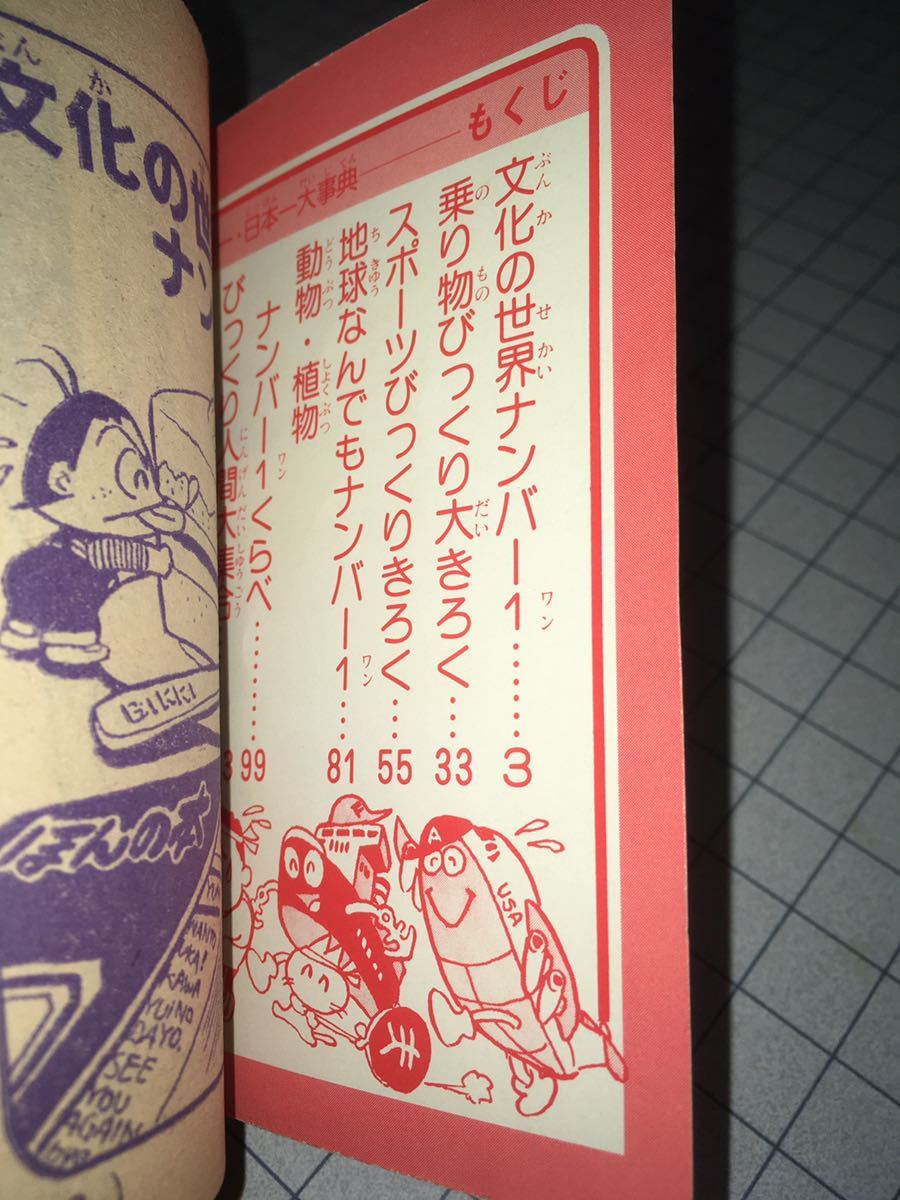 もくじ
一・日本一大事典
文化の世界ナンバー1……3
乗り物びっくり大きろく…33
スポーツびっくりきろく…55
地球なんでもナンバー1…81
動物・植物
ナンバー1くらべ………99
びっくり人間大集合
USA
文化の世
ナン
ほんの本
DAYO.
SEE
YOU
AGAIN